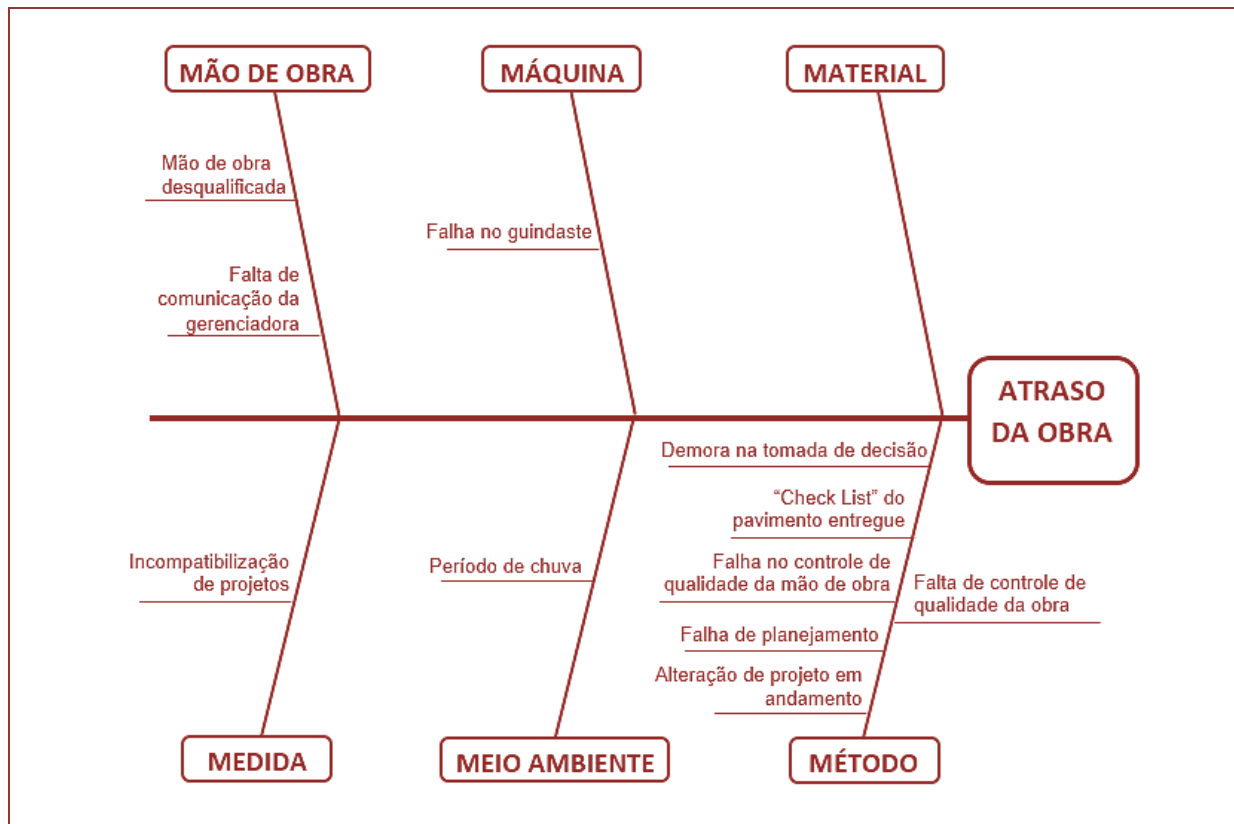 MÃO DE OBRA
MÁQUINA
MATERIAL
Mão de obra
desqualificada
Falha no guindaste
Falta de
comunicação da
gerenciadora
ATRASO
DA OBRA
Demora na tomada de decisão
“Check List” do
pavimento entregue
Incompatibilização
de projetos
Período de chuva
Falha no controle de
qualidade da mão de obra
Falta de controle de
qualidade da obra
Falha de planejamento
Alteração de projeto em
andamento
MEDIDA
MEIO AMBIENTE
MÉTODO